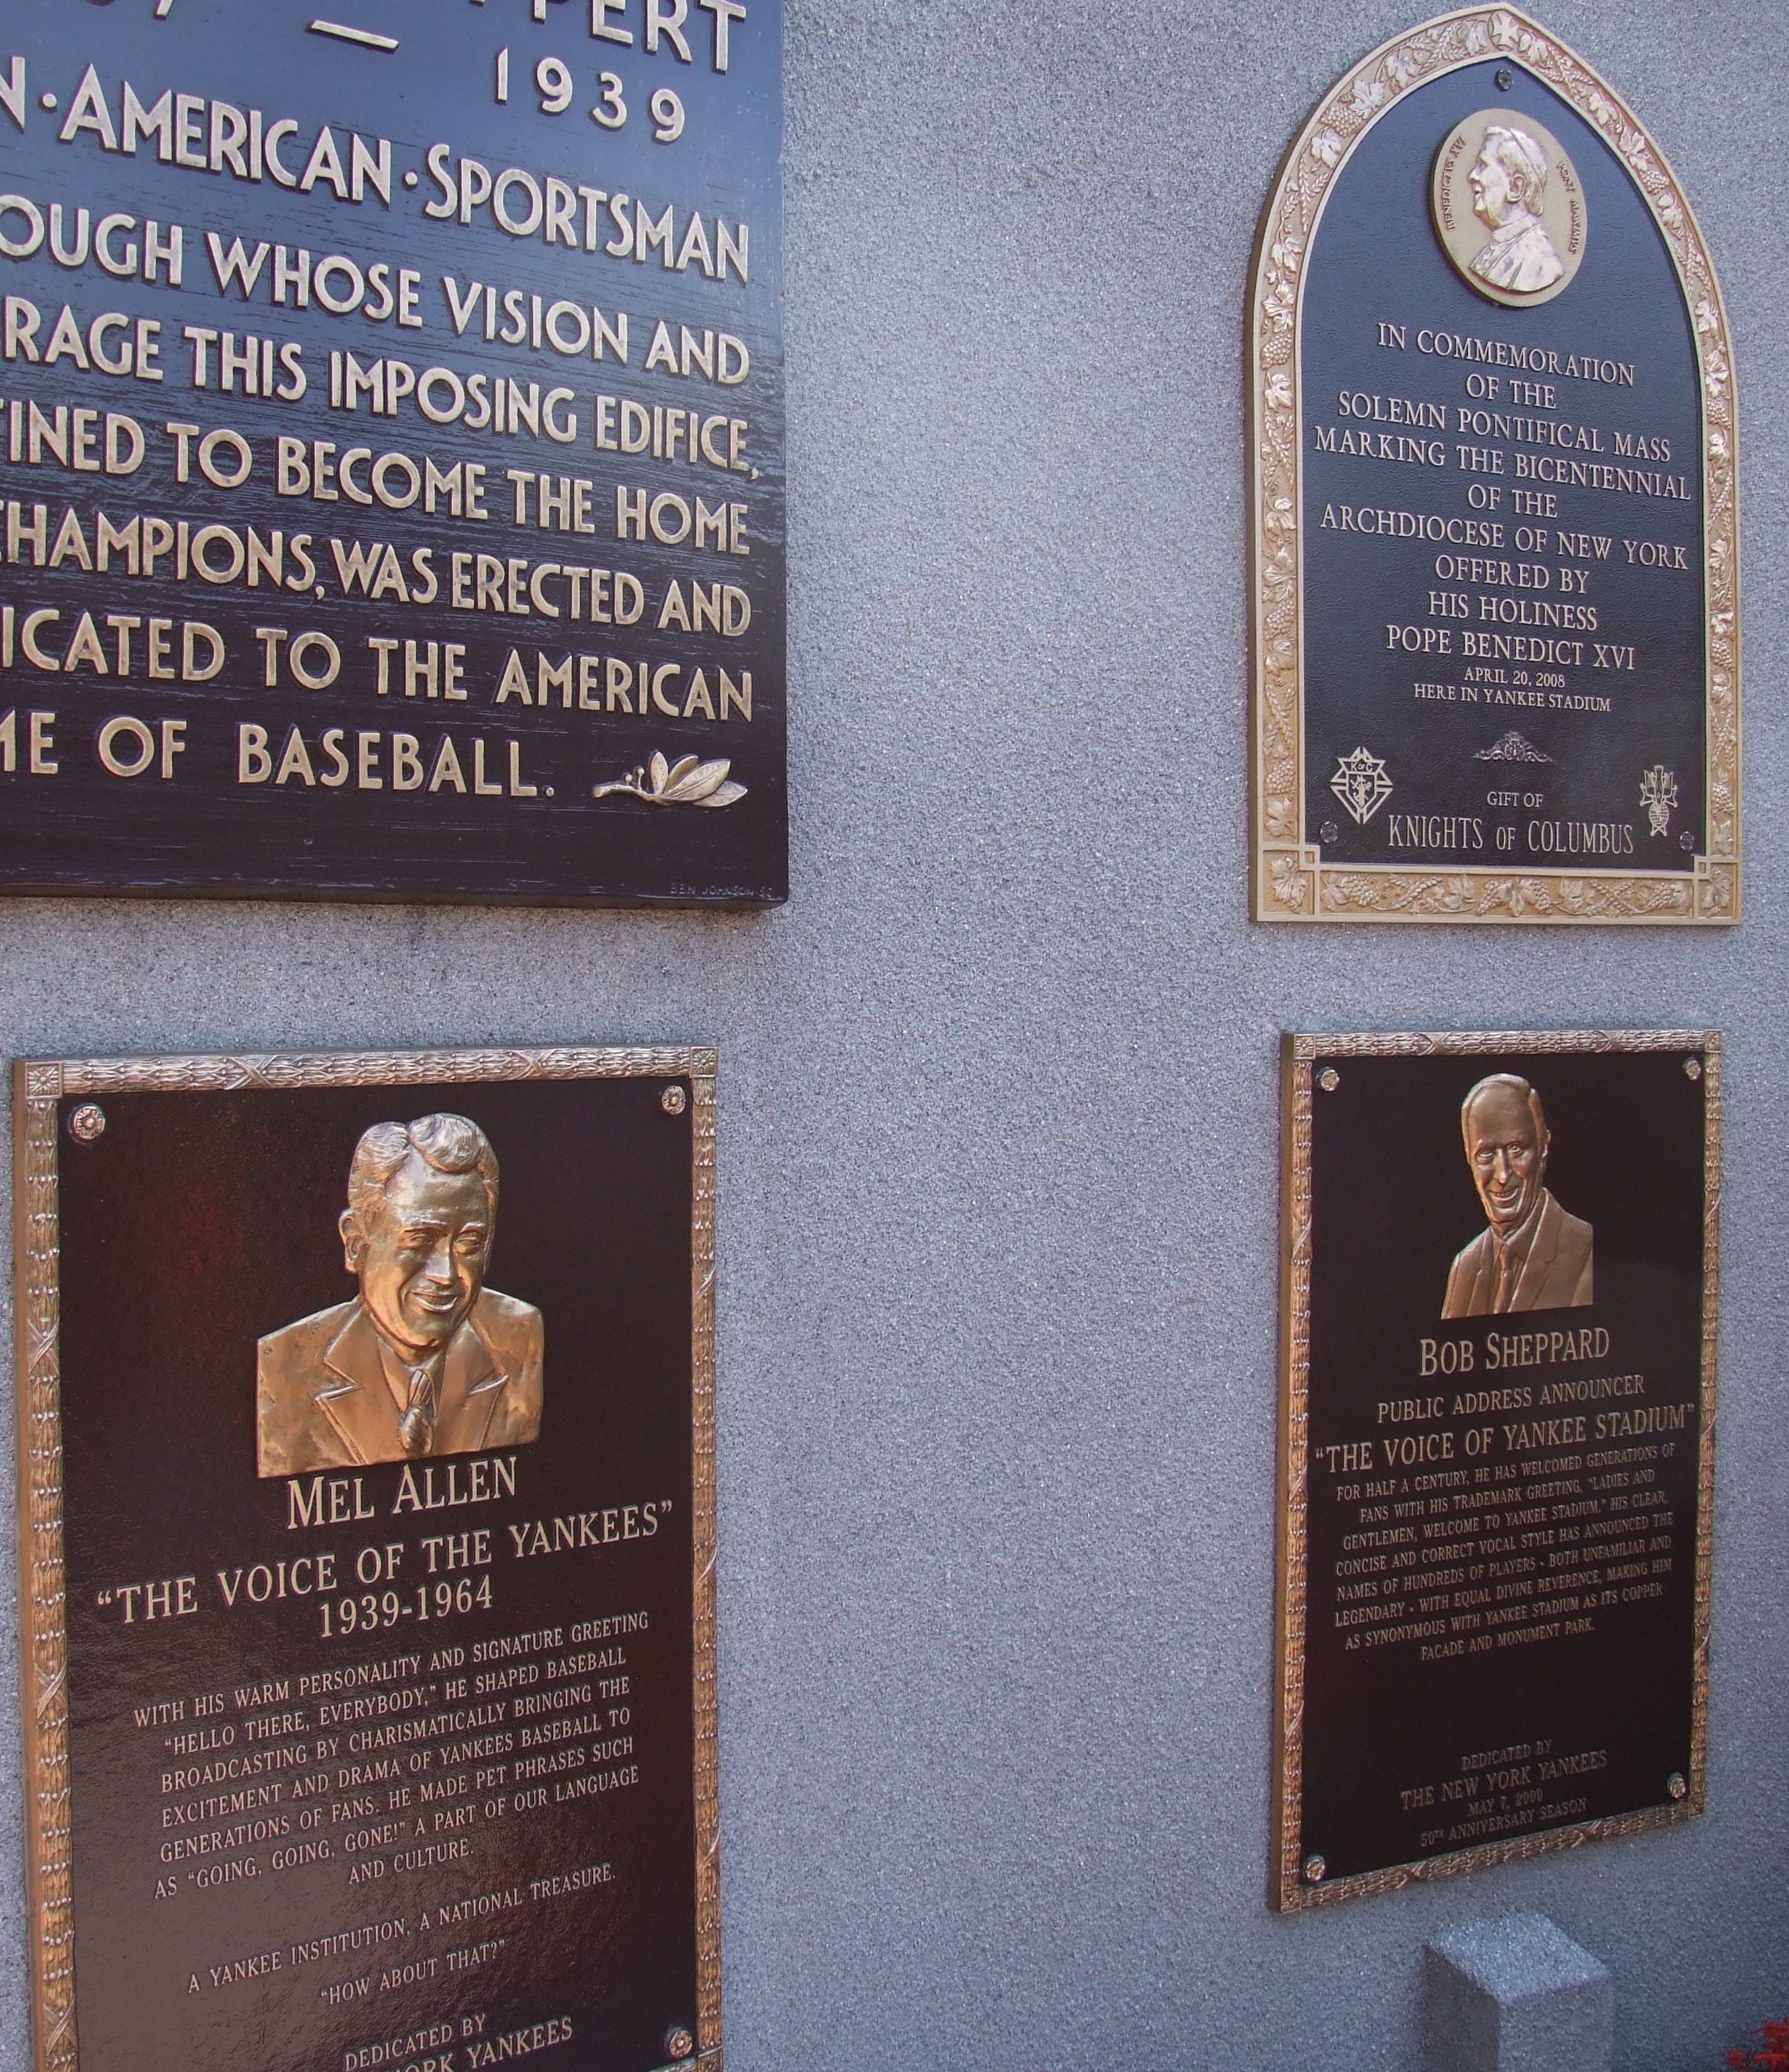 PERT
1939
N·AMERICAN·SPORTSMAN
OUGH WHOSE VISION AND
RAGE THIS IMPOSING EDIFICE,
INED TO BECOME THE HOME
CHAMPIONS, WAS ERECTED AND
ICATED TO THE AMERICAN
ME OF BASEBALL.
BEN JOHNSON·SC
BENEDICTVS XVI
PONT MAXIMVS
IN COMMEMORATION
OF THE
SOLEMN PONTIFICAL MASS
MARKING THE BICENTENNIAL
OF THE
ARCHDIOCESE OF NEW YORK
OFFERED BY
HIS HOLINESS
POPE BENEDICT XVI
APRIL 20, 2008
HERE IN YANKEE STADIUM
K OF C
GIFT OF
KNIGHTS OF COLUMBUS
MEL ALLEN
“THE VOICE OF THE YANKEES”
1939-1964
WITH HIS WARM PERSONALITY AND SIGNATURE GREETING
“HELLO THERE, EVERYBODY,” HE SHAPED BASEBALL
BROADCASTING BY CHARISMATICALLY BRINGING THE
EXCITEMENT AND DRAMA OF YANKEES BASEBALL TO
GENERATIONS OF FANS. HE MADE PET PHRASES SUCH
AS “GOING, GOING, GONE!” A PART OF OUR LANGUAGE
AND CULTURE.
A YANKEE INSTITUTION, A NATIONAL TREASURE.
“HOW ABOUT THAT?”
DEDICATED BY
ORK YANKEES
BOB SHEPPARD
PUBLIC ADDRESS ANNOUNCER
“THE VOICE OF YANKEE STADIUM”
FOR HALF A CENTURY, HE HAS WELCOMED GENERATIONS OF
FANS WITH HIS TRADEMARK GREETING, “LADIES AND
GENTLEMEN, WELCOME TO YANKEE STADIUM.” HIS CLEAR,
CONCISE AND CORRECT VOCAL STYLE HAS ANNOUNCED THE
NAMES OF HUNDREDS OF PLAYERS - BOTH UNFAMILIAR AND
LEGENDARY - WITH EQUAL DIVINE REVERENCE, MAKING HIM
AS SYNONYMOUS WITH YANKEE STADIUM AS ITS COPPER
FACADE AND MONUMENT PARK.
DEDICATED BY
THE NEW YORK YANKEES
MAY 7, 2000
50TH ANNIVERSARY SEASON